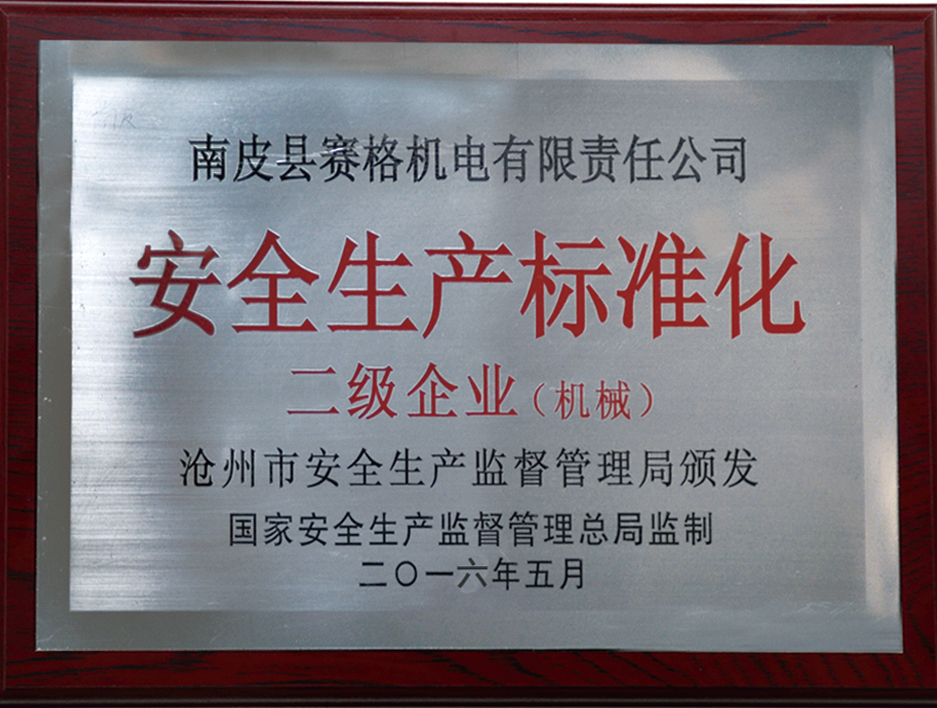 南皮县赛格机电有限责任公司
安全生产标准化
二级企业（机械）
沧州市安全生产监督管理局颁发
国家安全生产监督管理总局监制
二〇一六年五月